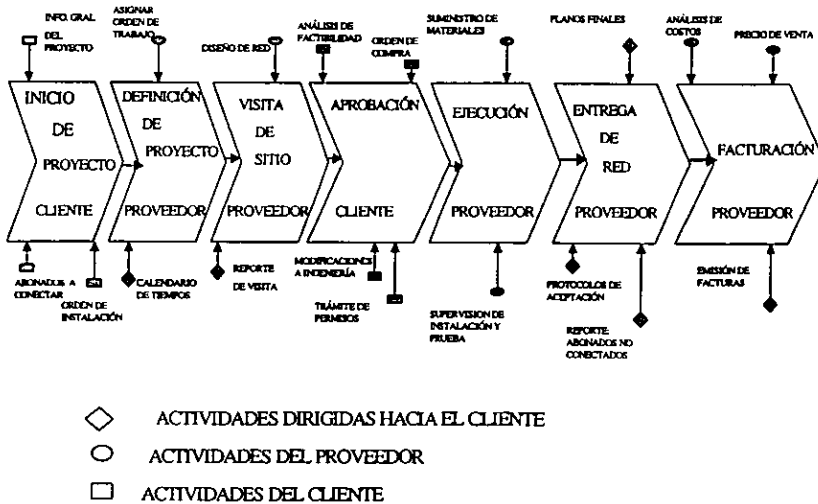 INFO. GRAL
DEL
PROYECTO
ASIGNAR
ORDEN DE
TRABAJO
DISEÑO DE RED
ANÁLISIS DE
FACTIBILIDAD
ORDEN DE
COMPRA
SUMINISTRO DE
MATERIALES
PLANOS FINALES
ANÁLISIS DE
COSTOS
PRECIO DE VENTA
INICIO
DE
PROYECTO
CLIENTE
DEFINICIÓN
DE
PROYECTO
PROVEEDOR
VISITA
DE
SITIO
PROVEEDOR
APROBACIÓN
CLIENTE
EJECUCIÓN
PROVEEDOR
ENTREGA
DE
RED
PROVEEDOR
FACTURACIÓN
PROVEEDOR
ABONADOS A
CONECTAR
ORDEN DE
INSTALACIÓN
CALENDARIO
DE TIEMPOS
REPORTE
DE VISITA
MODIFICACIONES
A INGENIERÍA
TRÁMITE DE
PERMISOS
SUPERVISION DE
INSTALACIÓN Y
PRUEBA
PROTOCOLOS DE
ACEPTACIÓN
REPORTE:
ABONADOS NO
CONECTADOS
EMISIÓN DE
FACTURAS
ACTIVIDADES DIRIGIDAS HACIA EL CLIENTE
ACTIVIDADES DEL PROVEEDOR
ACTIVIDADES DEL CLIENTE